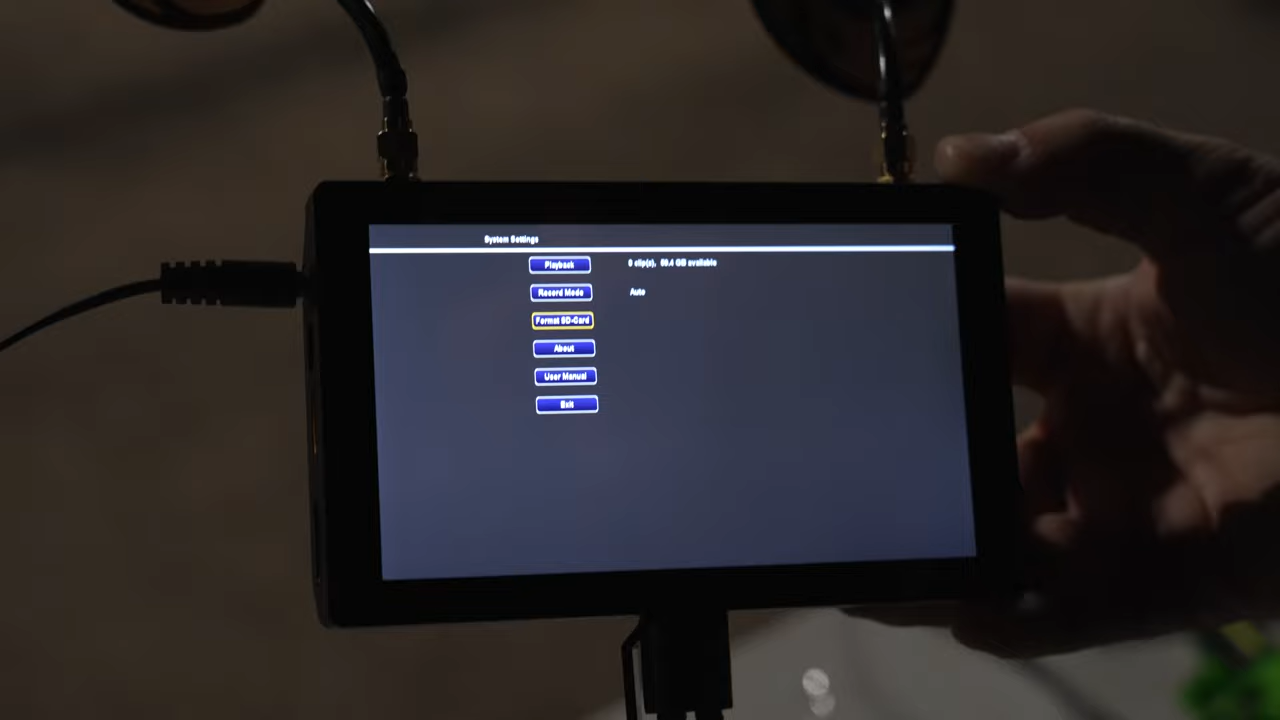 System Settings
Playback 0 clip(s), 59.4 GB available
Record Mode Auto
Format SD-Card
About
User Manual
Exit